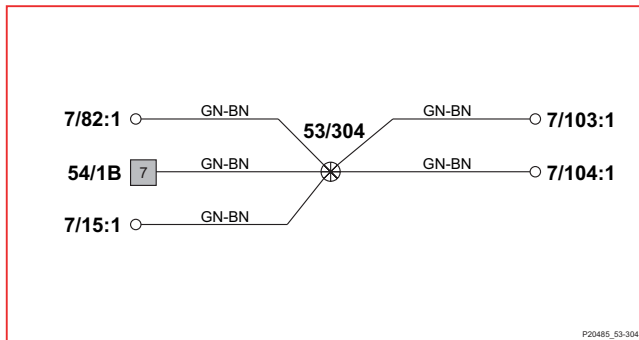 7/82:1
GN-BN
53/304
GN-BN
7/103:1
54/1B
7
GN-BN
GN-BN
7/104:1
7/15:1
GN-BN
P20485_53-304